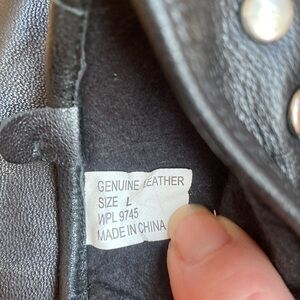 GENUINE LEATHER
SIZE L
WPL 9745
MADE IN CHINA